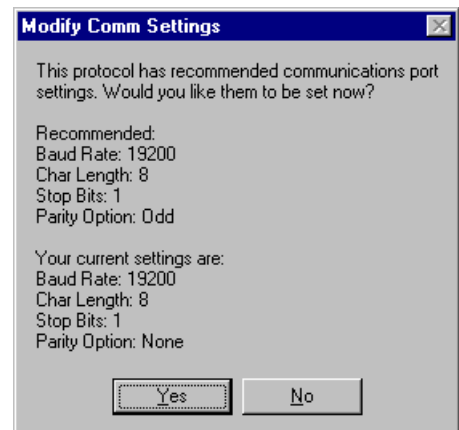 Modify Comm Settings
This protocol has recommended communications port
settings. Would you like them to be set now?
Recommended:
Baud Rate: 19200
Char Length: 8
Stop Bits: 1
Parity Option: Odd
Your current settings are:
Baud Rate: 19200
Char Length: 8
Stop Bits: 1
Parity Option: None
Yes No